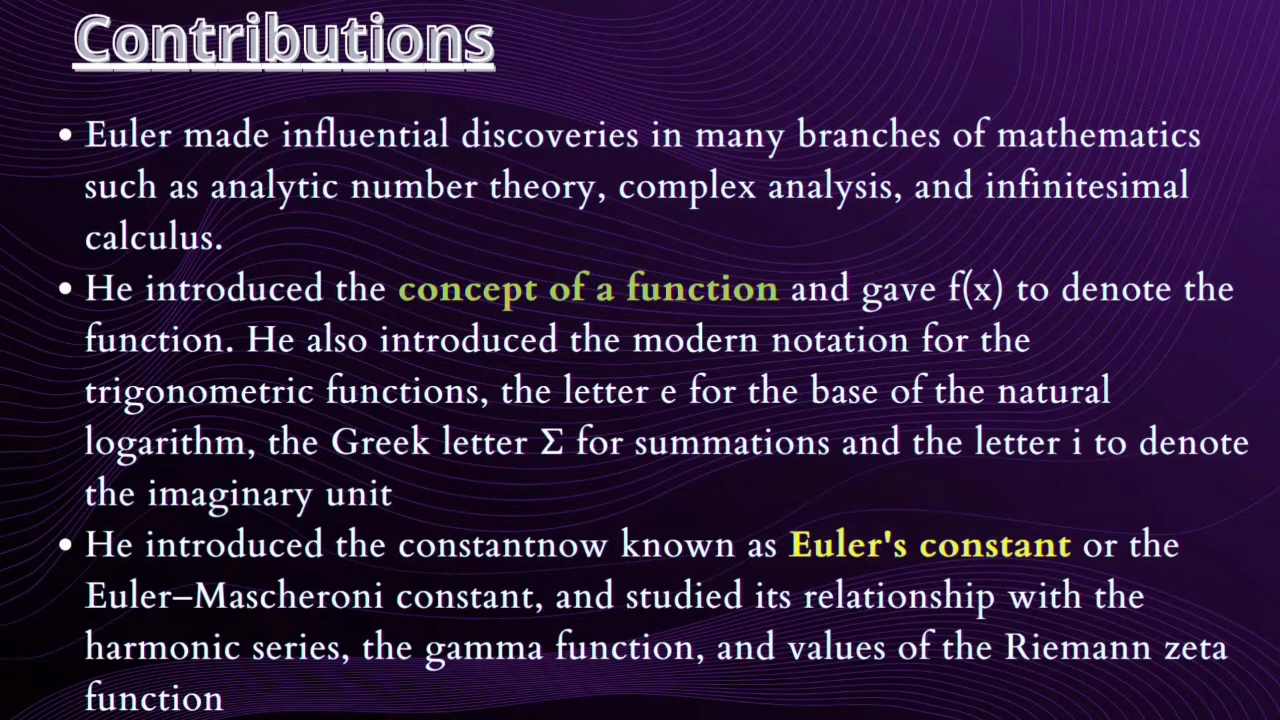 Contributions
• Euler made influential discoveries in many branches of mathematics
such as analytic number theory, complex analysis, and infinitesimal
calculus.
• He introduced the concept of a function and gave f(x) to denote the
function. He also introduced the modern notation for the
trigonometric functions, the letter e for the base of the natural
logarithm, the Greek letter Σ for summations and the letter i to denote
the imaginary unit
• He introduced the constantnow known as Euler's constant or the
Euler–Mascheroni constant, and studied its relationship with the
harmonic series, the gamma function, and values of the Riemann zeta
function